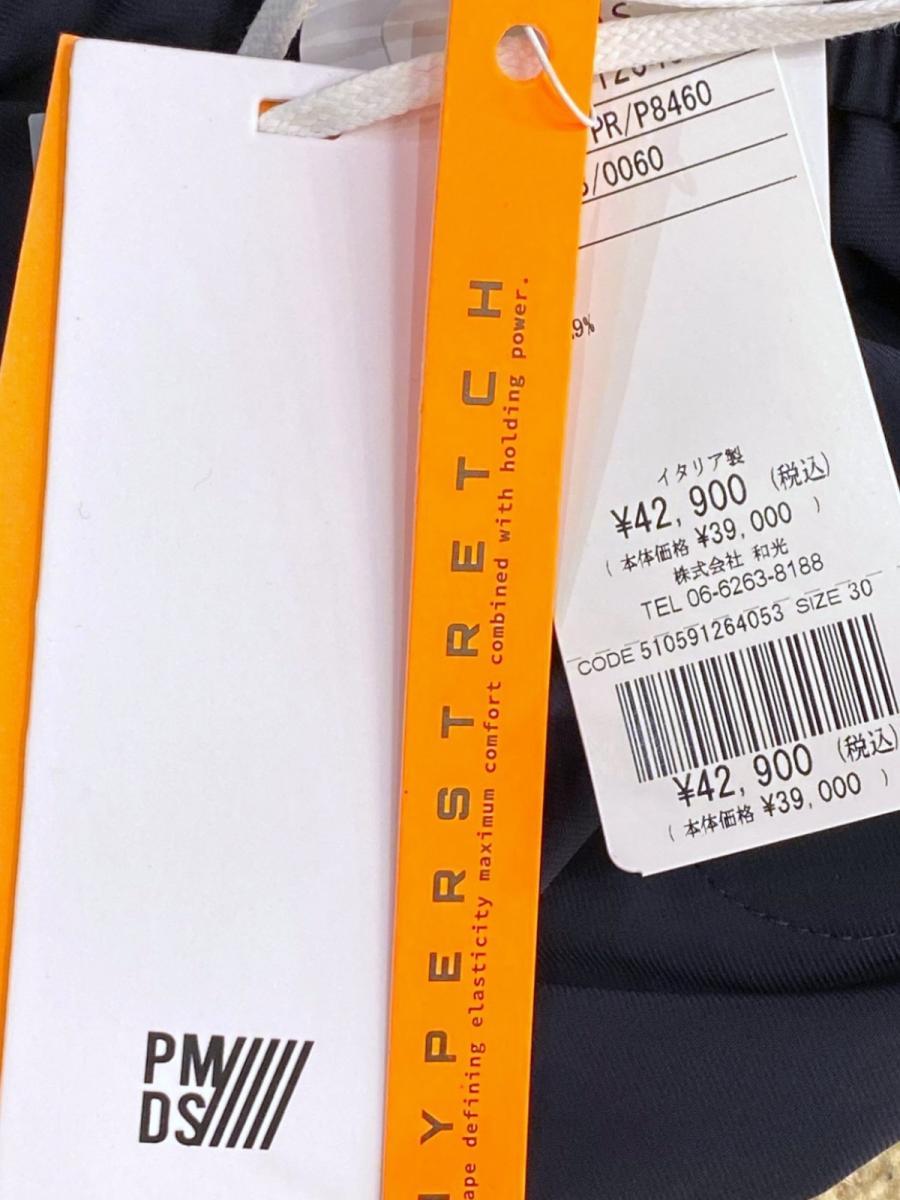 PM
DS
HYPERSTRETCH
ape defining elasticity maximum comfort combined with holding power.
PR/P8460
/0060
.9%
イタリア製
¥42,900 (税込)
(本体価格 ¥39,000 )
株式会社 和光
TEL 06-6263-8188
CODE 510591264053 SIZE 30
¥42,900 (税込)
(本体価格 ¥39,000 )